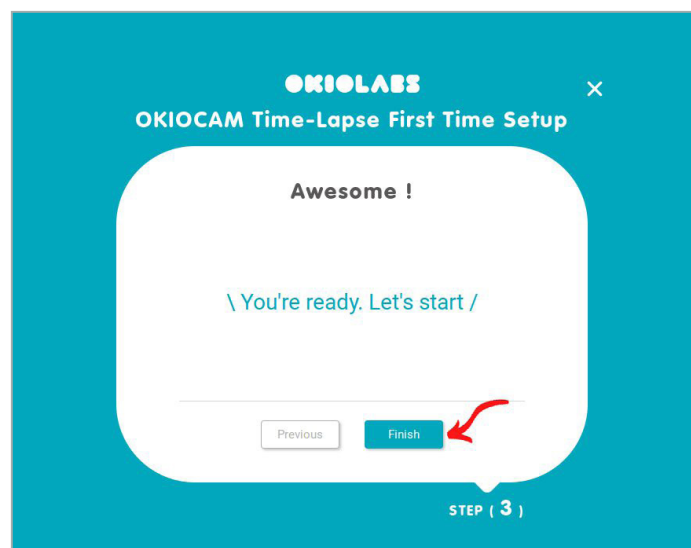 OKIOLABS
OKIOCAM Time-Lapse First Time Setup
Awesome !
\ You're ready. Let's start /
Previous
Finish
STEP ( 3 )